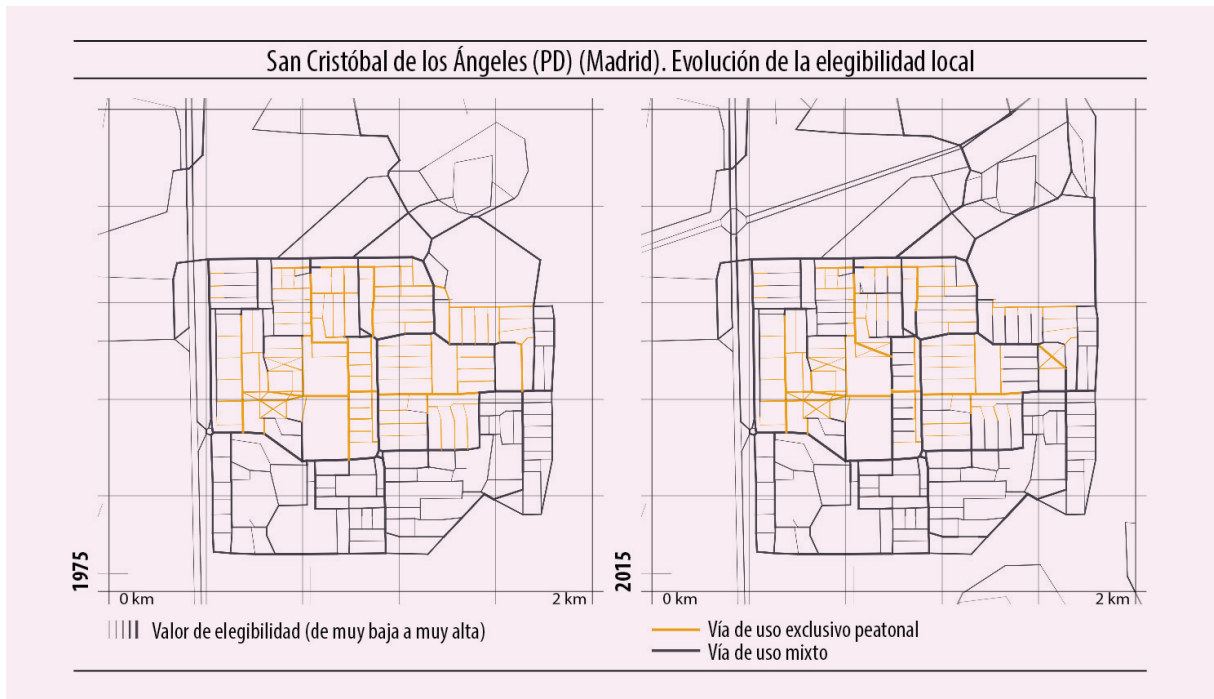 San Cristóbal de los Ángeles (PD) (Madrid). Evolución de la elegibilidad local
1975
0 km
2 km
2015
0 km
2 km
Valor de elegibilidad (de muy baja a muy alta)
Vía de uso exclusivo peatonal
Vía de uso mixto